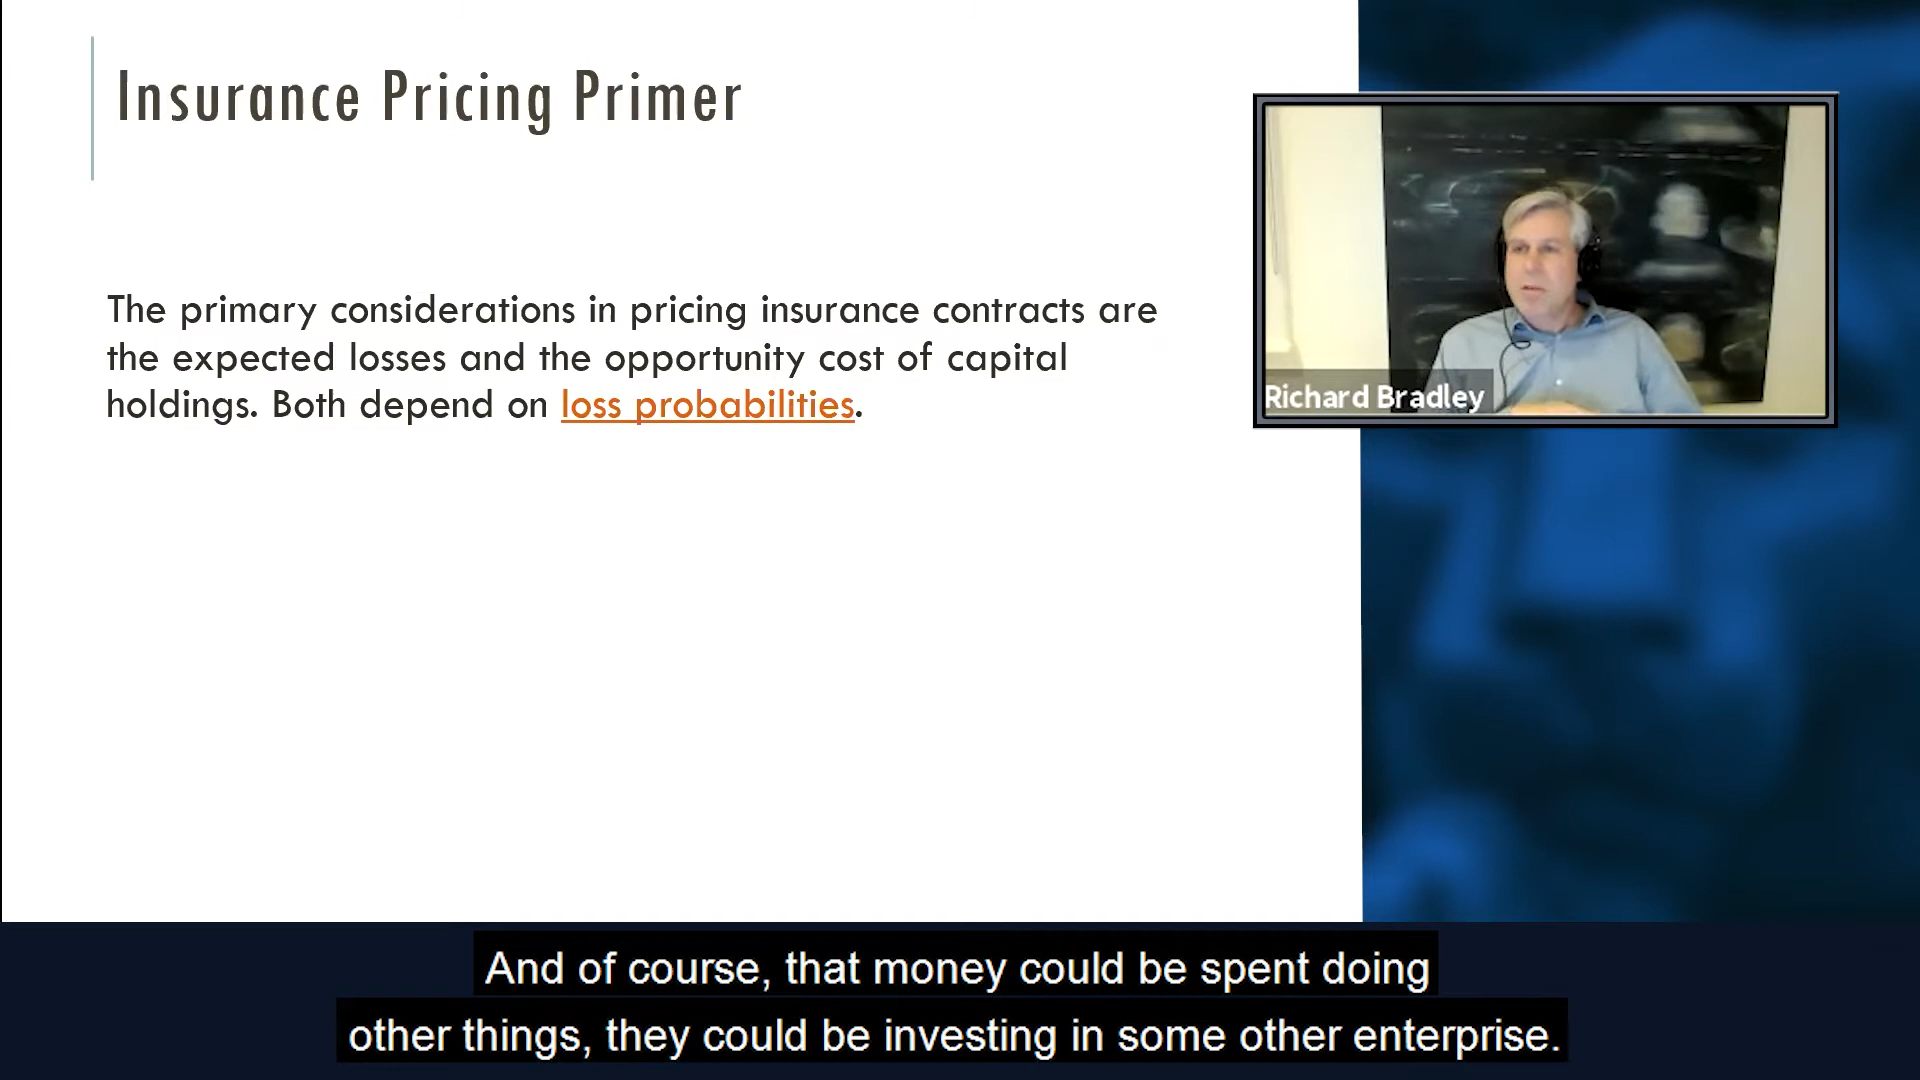 Insurance Pricing Primer
The primary considerations in pricing insurance contracts are
the expected losses and the opportunity cost of capital
holdings. Both depend on loss probabilities.
Richard Bradley
And of course, that money could be spent doing
other things, they could be investing in some other enterprise.